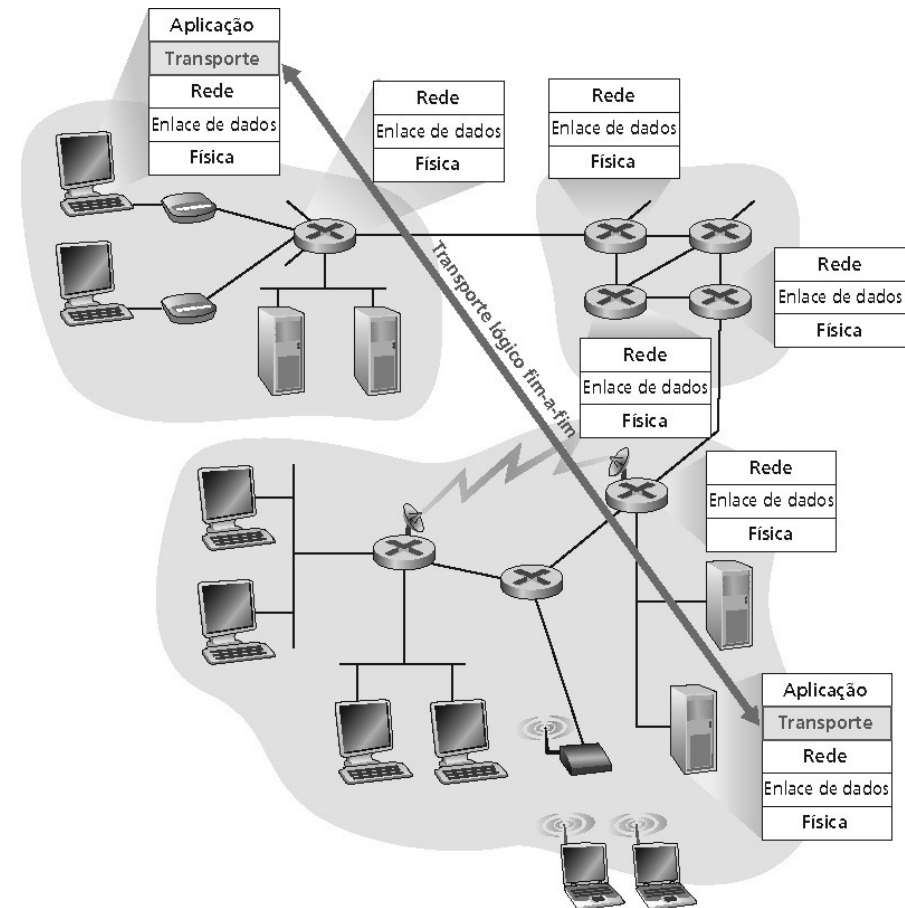 Aplicação
Transporte
Rede
Enlace de dados
Física
Rede
Enlace de dados
Física
Rede
Enlace de dados
Física
Rede
Enlace de dados
Física
Rede
Enlace de dados
Física
Transporte lógico fim-a-fim
Rede
Enlace de dados
Física
Aplicação
Transporte
Rede
Enlace de dados
Física